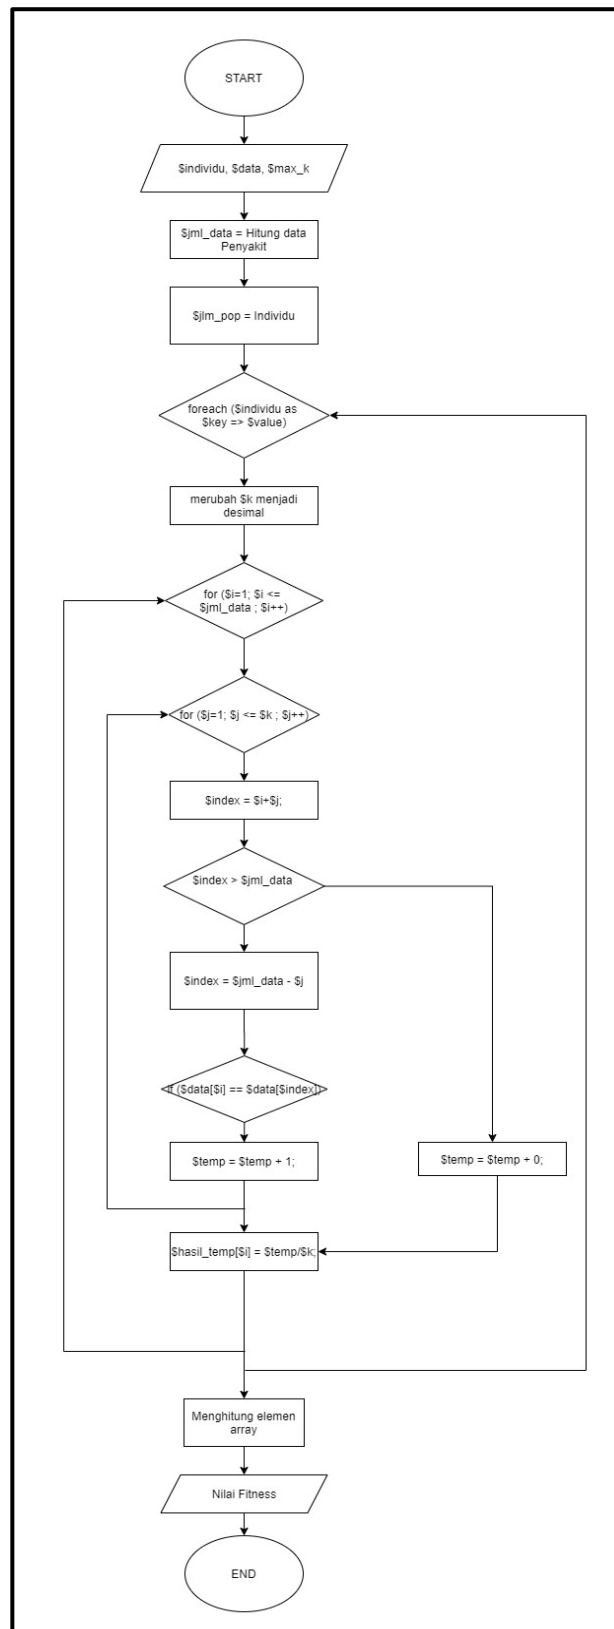 START
$individu, $data, $max_k
$jml_data = Hitung data
Penyakit
$jlm_pop = Individu
foreach ($individu as
$key => $value)
merubah $k menjadi
desimal
for ($i=1; $i <=
$jml_data ; $i++)
for ($j=1; $j <= $k ; $j++)
$index = $i+$j;
$index > $jml_data
$index = $jml_data - $j
if ($data[$i] == $data[$index])
$temp = $temp + 1;
$temp = $temp + 0;
$hasil_temp[$i] = $temp/$k;
Menghitung elemen
array
Nilai Fitness
END